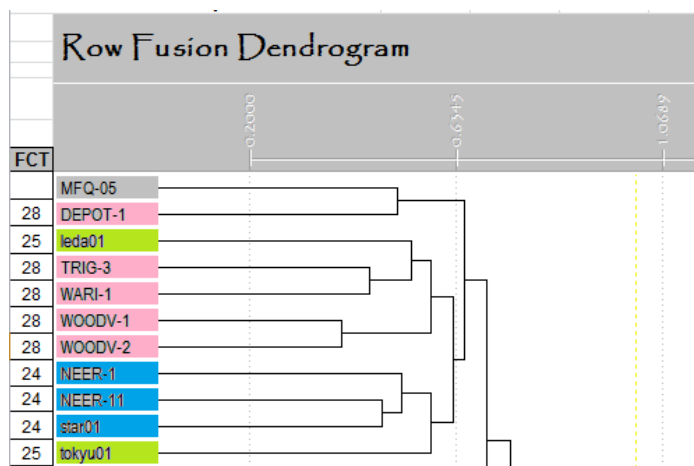 Row Fusion Dendrogram
0.2000
0.6345
1.0689
FCT
MFQ-05
28 DEPOT-1
25 leda01
28 TRIG-3
28 WARI-1
28 WOODV-1
28 WOODV-2
24 NEER-1
24 NEER-11
24 star01
25 tokyu01